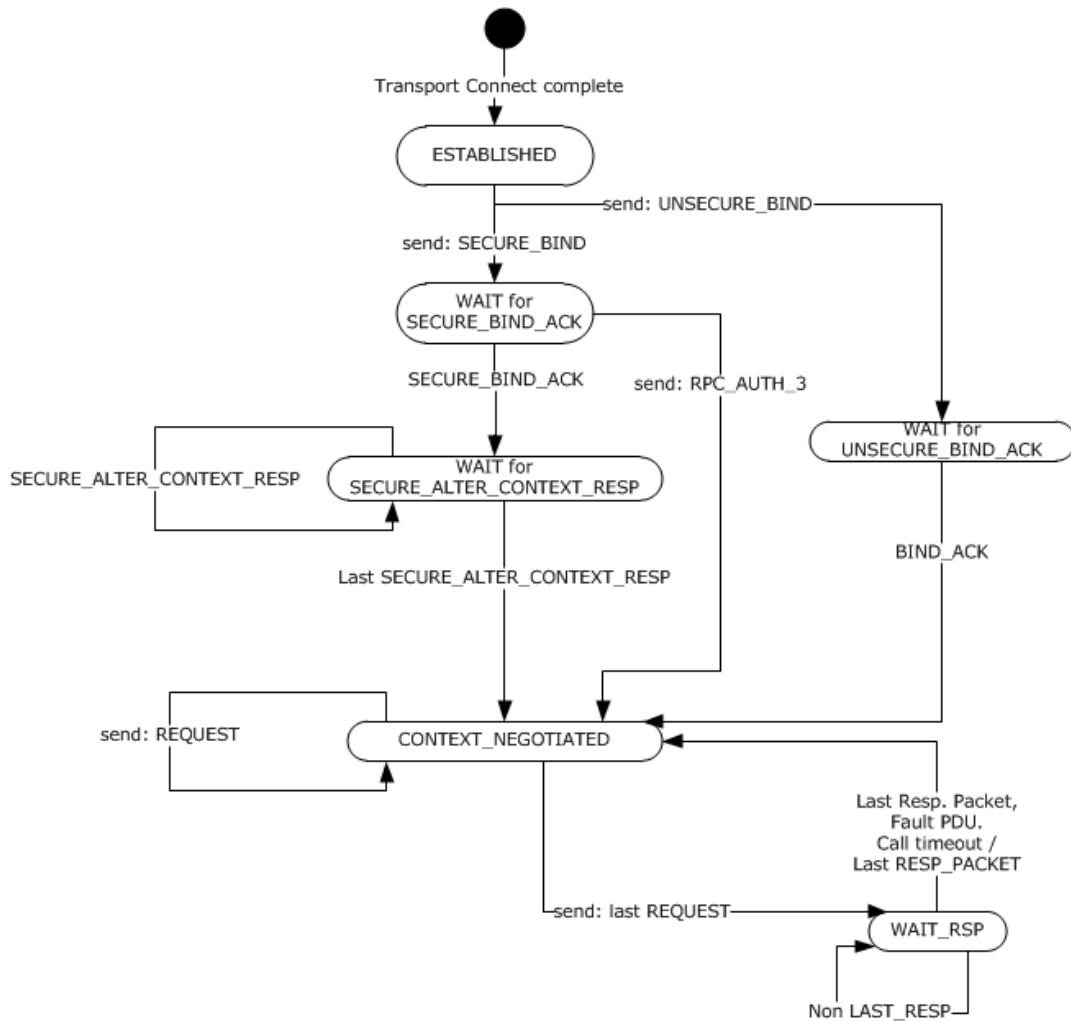 Transport Connect complete
ESTABLISHED
send: UNSECURE_BIND
send: SECURE_BIND
WAIT for
SECURE_BIND_ACK
SECURE_BIND_ACK
send: RPC_AUTH_3
WAIT for
UNSECURE_BIND_ACK
WAIT for
SECURE_ALTER_CONTEXT_RESP
SECURE_ALTER_CONTEXT_RESP
BIND_ACK
Last SECURE_ALTER_CONTEXT_RESP
send: REQUEST
CONTEXT_NEGOTIATED
Last Resp. Packet,
Fault PDU.
Call timeout /
Last RESP_PACKET
send: last REQUEST
WAIT_RSP
Non LAST_RESP